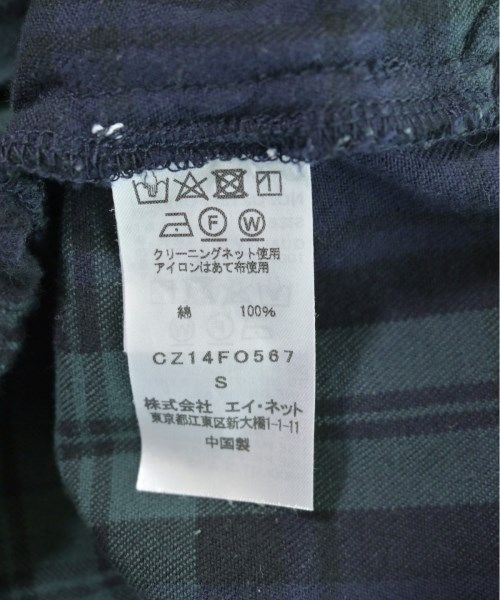 F W
クリーニングネット使用
アイロンはあて布使用
綿 100%
CZ14FO567
S
株式会社 エイ・ネット
東京都江東区新大橋1-1-11
中国製